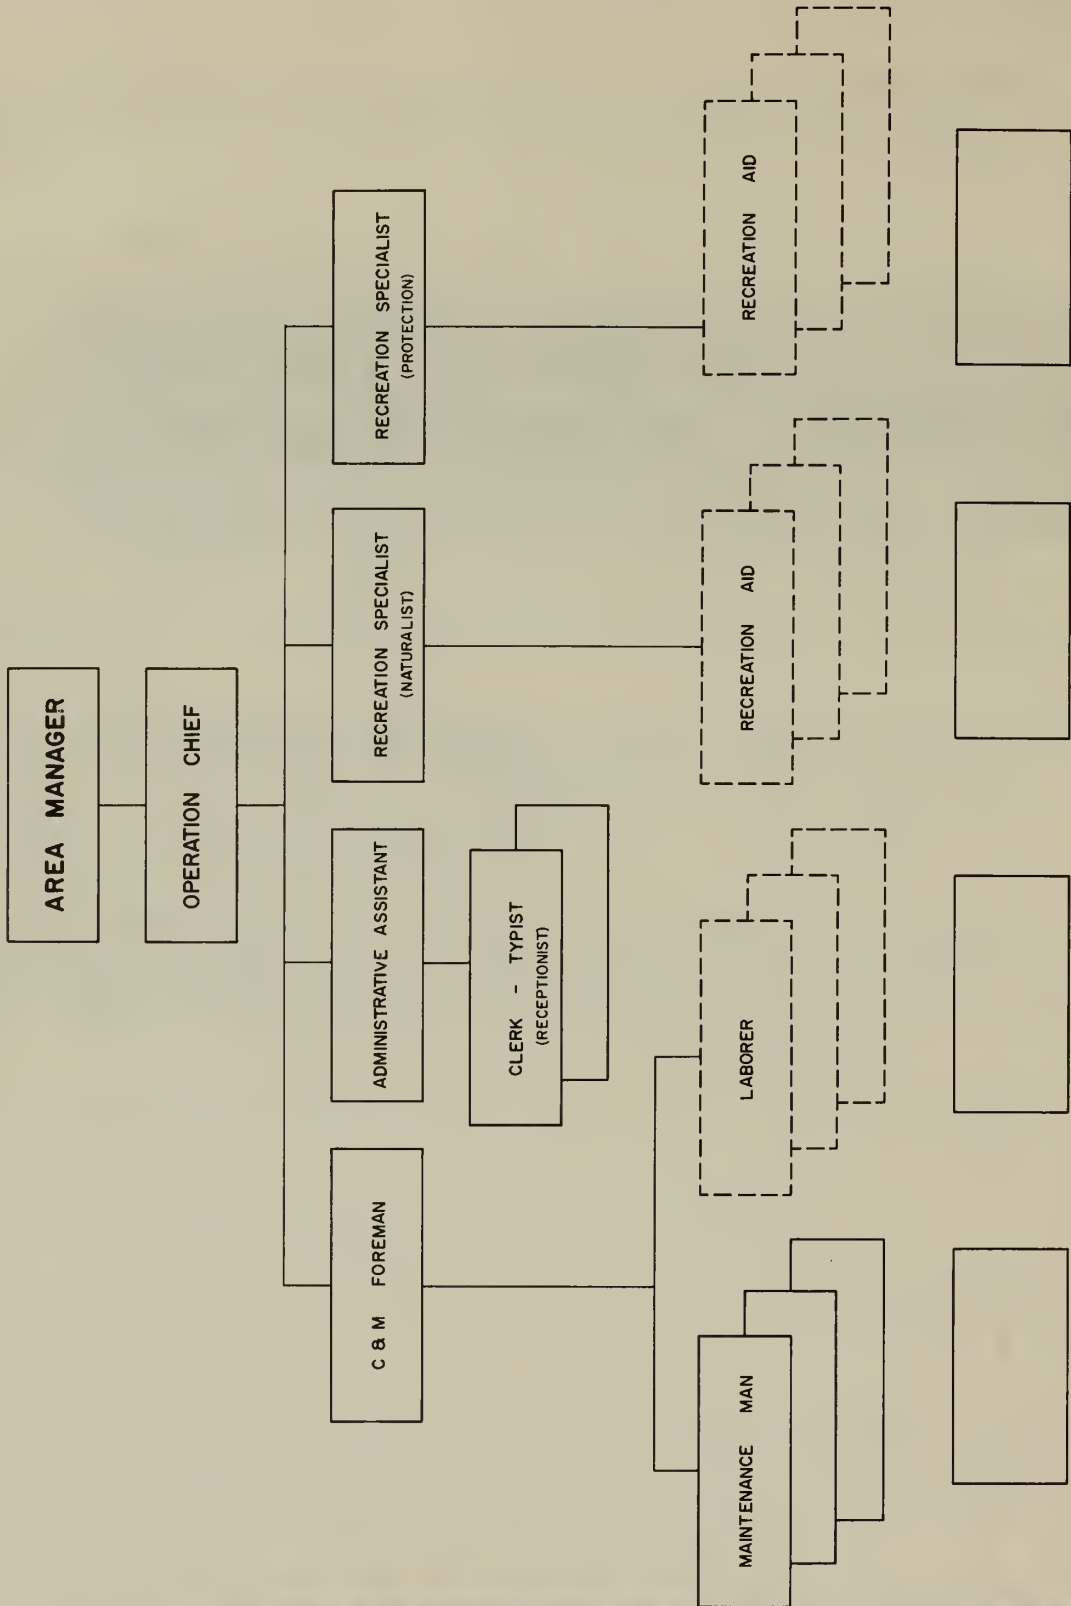 AREA MANAGER
OPERATION CHIEF
C & M FOREMAN
ADMINISTRATIVE ASSISTANT
RECREATION SPECIALIST
(NATURALIST)
RECREATION SPECIALIST
(PROTECTION)
CLERK - TYPIST
(RECEPTIONIST)
MAINTENANCE MAN
LABORER
RECREATION AID
RECREATION AID